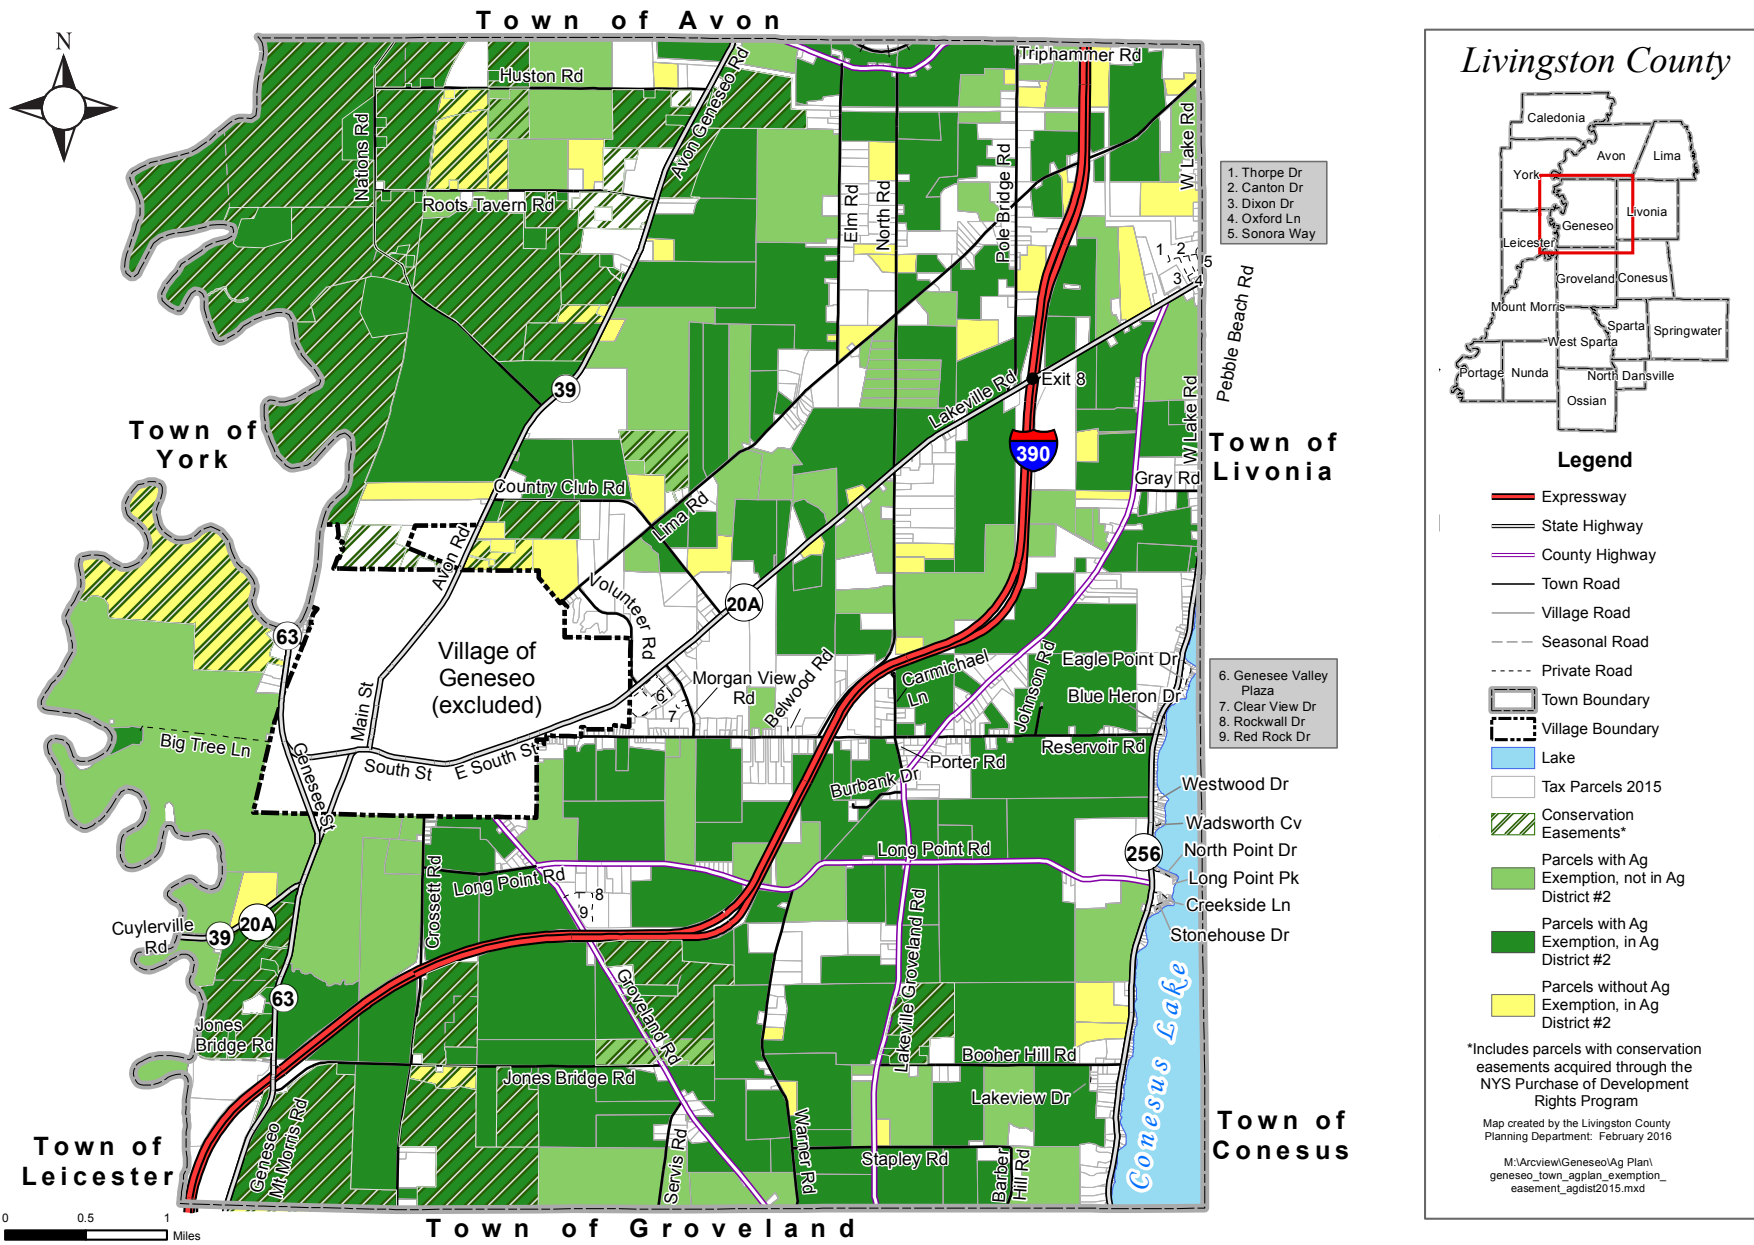 Town of Avon
N
Huston Rd
Triphammer Rd
Nations Rd
Avon Geneseo Rd
W Lake Rd
Roots Tavern Rd
Elm Rd
North Rd
Pole Bridge Rd
1
2
3
4
5
1. Thorpe Dr
2. Canton Dr
3. Dixon Dr
4. Oxford Ln
5. Sonora Way
Pebble Beach Rd
39
Exit 8
Lakeville Rd
W Lake Rd
Town of
York
Town of
Livonia
390
Gray Rd
Country Club Rd
Lima Rd
Avon Rd
Volunteer Rd
20A
63
Village of
Geneseo
(excluded)
Main St
Morgan View
Rd
Belwood Rd
Carmichael
Ln
Johnson Rd
Eagle Point Dr
Blue Heron Dr
6
7
6. Genesee Valley
Plaza
7. Clear View Dr
8. Rockwall Dr
9. Red Rock Dr
Big Tree Ln
Genesee St
South St
E South St
Reservoir Rd
Porter Rd
Burbank Dr
Westwood Dr
Wadsworth Cv
256
North Point Dr
Long Point Rd
Long Point Rd
Long Point Pk
Creekside Ln
Stonehouse Dr
Crossett Rd
8
9
Cuylerville
Rd
39
20A
63
Groveland Rd
Lakeville Groveland Rd
Jones
Bridge Rd
Jones Bridge Rd
Booher Hill Rd
Lakeview Dr
Conesus Lake
Geneseo
Mt Morris Rd
Servis Rd
Warner Rd
Stapley Rd
Barber
Hill Rd
Town of
Leicester
Town of
Conesus
Town of Groveland
0 0.5 1
Miles
Livingston County
Caledonia
Avon
Lima
York
Geneseo
Livonia
Leicester
Groveland
Conesus
Mount Morris
Sparta
Springwater
West Sparta
Portage
Nunda
North Dansville
Ossian
Legend
Expressway
State Highway
County Highway
Town Road
Village Road
Seasonal Road
Private Road
Town Boundary
Village Boundary
Lake
Tax Parcels 2015
Conservation
Easements*
Parcels with Ag
Exemption, not in Ag
District #2
Parcels with Ag
Exemption, in Ag
District #2
Parcels without Ag
Exemption, in Ag
District #2
*Includes parcels with conservation
easements acquired through the
NYS Purchase of Development
Rights Program
Map created by the Livingston County
Planning Department: February 2016
M:\Arcview\Geneseo\Ag Plan\
geneseo_town_agplan_exemption_
easement_agdist2015.mxd